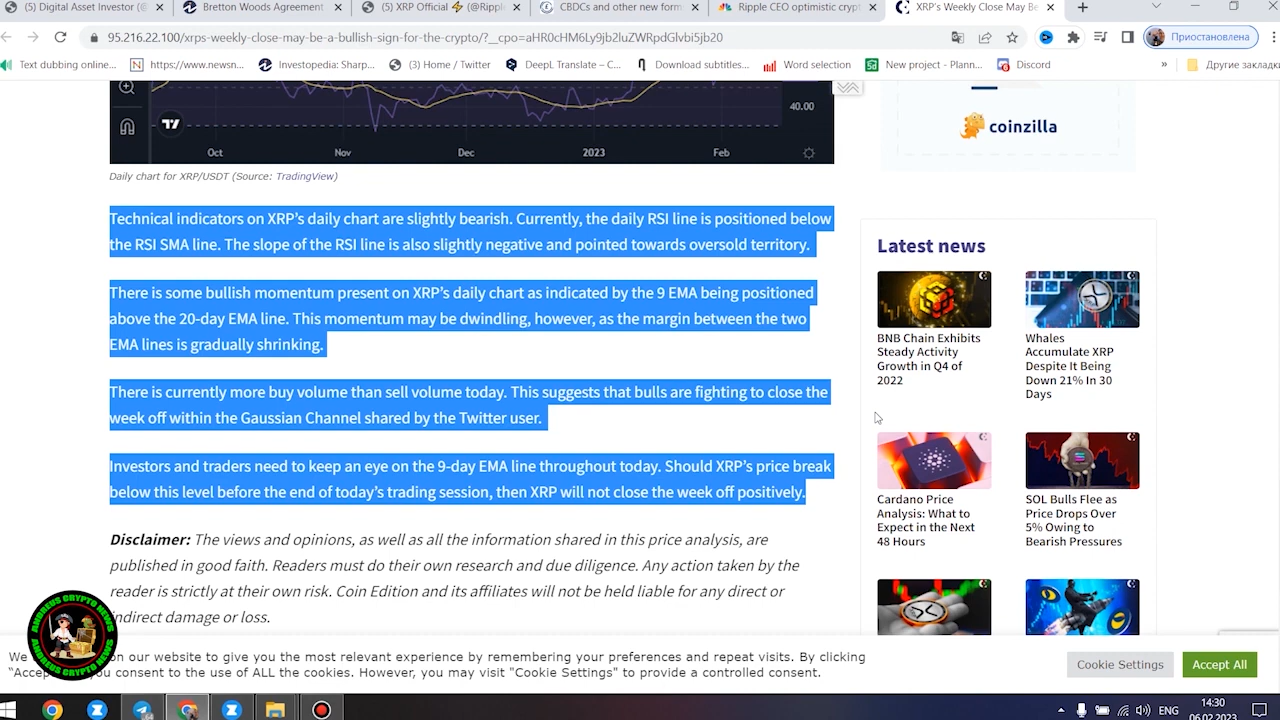 (5) Digital Asset Investor (@
Bretton Woods Agreement
(5) XRP Official ⚡ (@Ripple
CBDCs and other new form
Ripple CEO optimistic crypt
XRP's Weekly Close May Be
95.216.22.100/xrps-weekly-close-may-be-a-bullish-sign-for-the-crypto/?__cpo=aHR0cHM6Ly9jb2luZWRpdGlvbi5jb20
Приостановлена
Text dubbing online...
https://www.newsn...
Investopedia: Sharp...
(3) Home / Twitter
DeepL Translate – C...
Download subtitles...
Word selection
New project - Plann...
Discord
»
Другие закладки
40.00
Oct Nov Dec 2023 Feb
Daily chart for XRP/USDT (Source: TradingView)
Technical indicators on XRP's daily chart are slightly bearish. Currently, the daily RSI line is positioned below
the RSI SMA line. The slope of the RSI line is also slightly negative and pointed towards oversold territory.
There is some bullish momentum present on XRP's daily chart as indicated by the 9 EMA being positioned
above the 20-day EMA line. This momentum may be dwindling, however, as the margin between the two
EMA lines is gradually shrinking.
There is currently more buy volume than sell volume today. This suggests that bulls are fighting to close the
week off within the Gaussian Channel shared by the Twitter user.
Investors and traders need to keep an eye on the 9-day EMA line throughout today. Should XRP's price break
below this level before the end of today's trading session, then XRP will not close the week off positively.
Disclaimer: The views and opinions, as well as all the information shared in this price analysis, are
published in good faith. Readers must do their own research and due diligence. Any action taken by the
reader is strictly at their own risk. Coin Edition and its affiliates will not be held liable for any direct or
indirect damage or loss.
coinzilla
Latest news
BNB Chain Exhibits
Steady Activity
Growth in Q4 of
2022
Whales
Accumulate XRP
Despite It Being
Down 21% In 30
Days
Cardano Price
Analysis: What to
Expect in the Next
48 Hours
SOL Bulls Flee as
Price Drops Over
5% Owing to
Bearish Pressures
ANDREUS CRYPTO NEWS
ANDREUS CRYPTO NEWS
We on our website to give you the most relevant experience by remembering your preferences and repeat visits. By clicking
"Accep you consent to the use of ALL the cookies. However, you may visit "Cookie Settings" to provide a controlled consent.
Cookie Settings
Accept All
ENG
14:30
06.02.2023